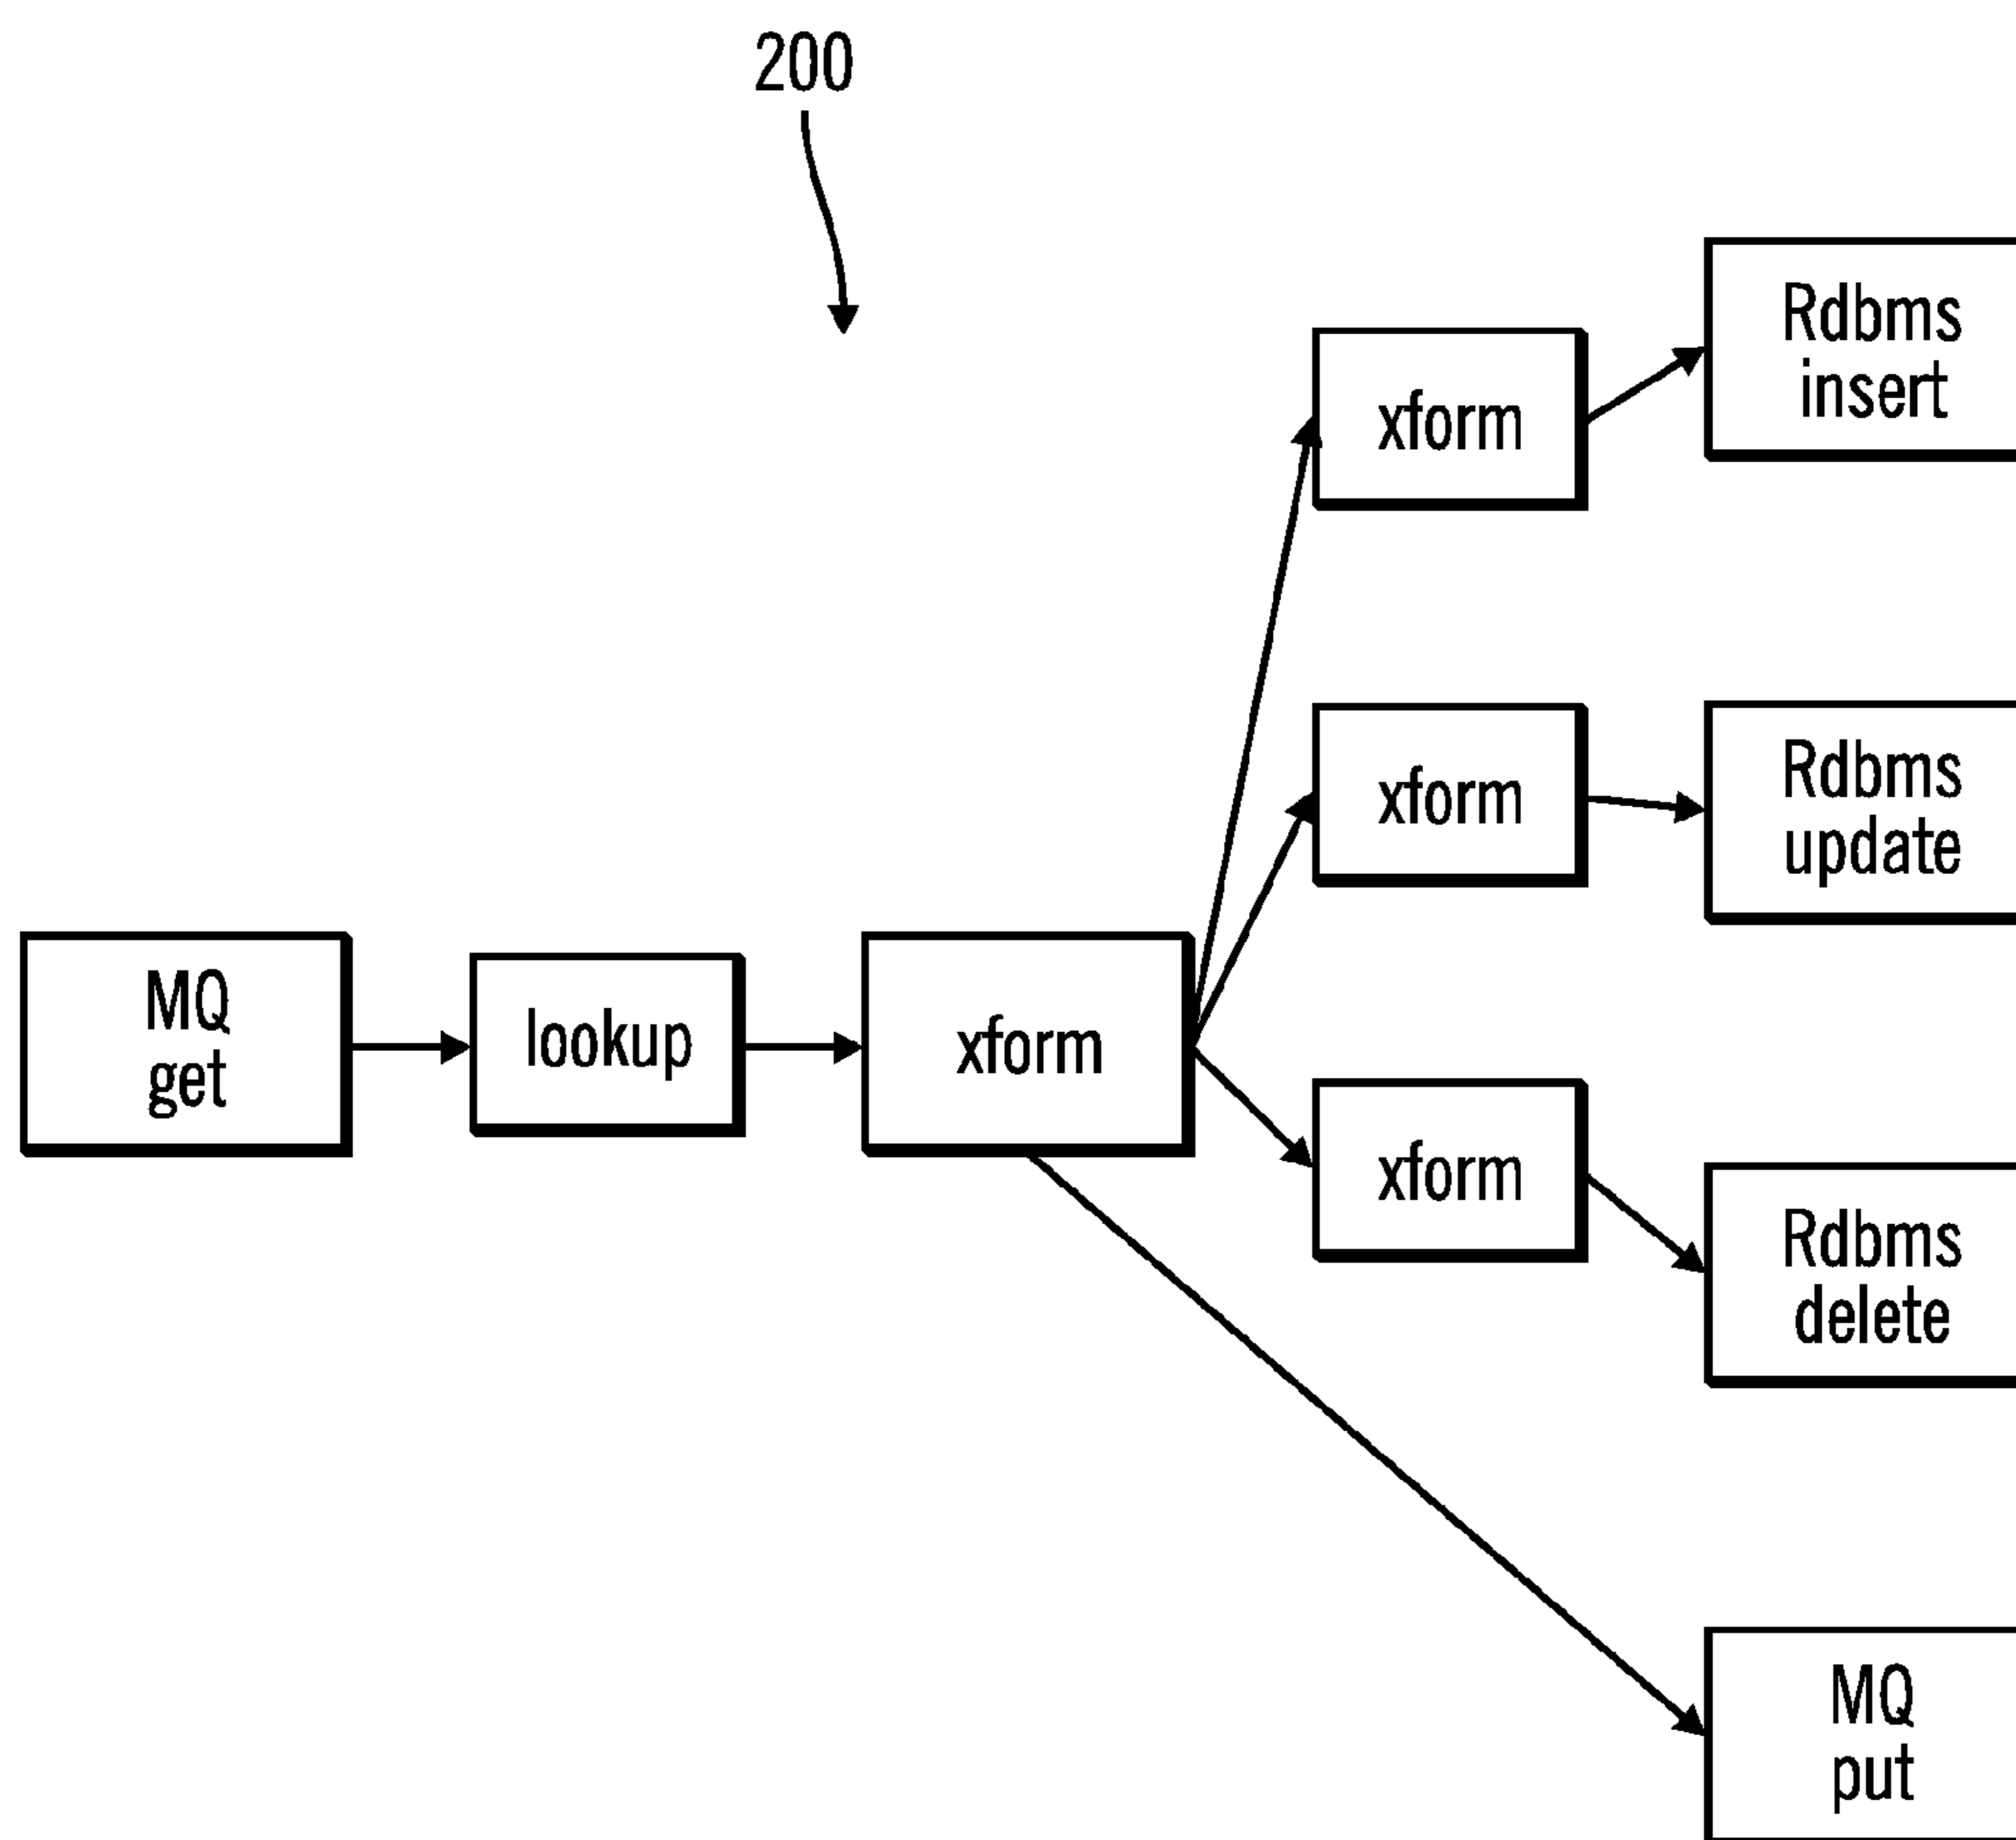 200
Rdbms
insert
xform
Rdbms
update
xform
MQ
get
lookup
xform
xform
Rdbms
delete
MQ
put